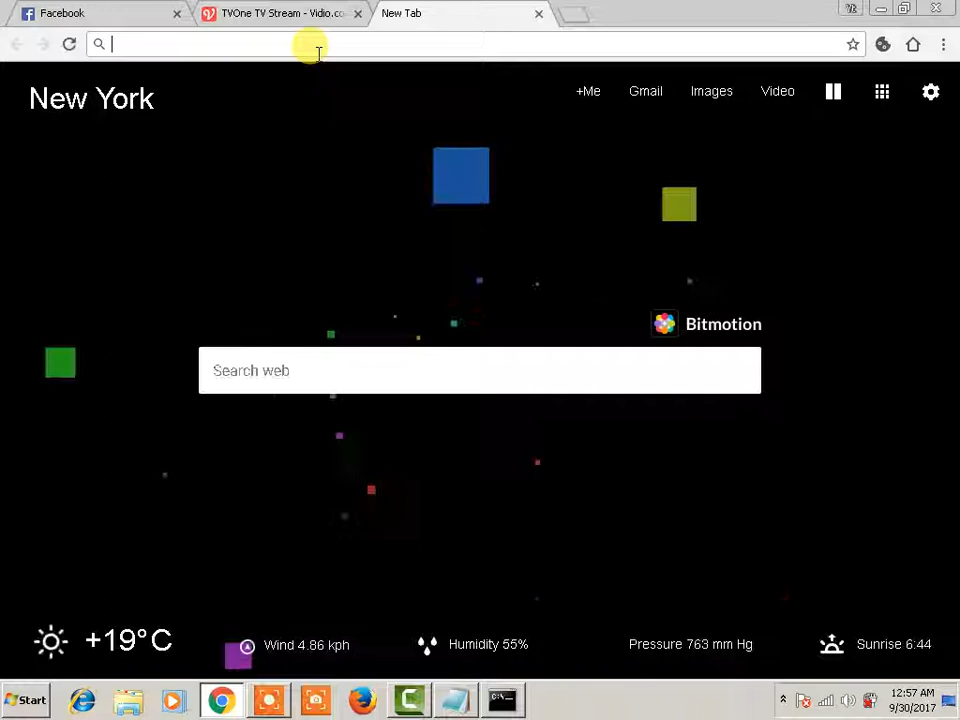 Facebook
TVOne TV Stream - Vidio.co
New Tab
New York
+Me
Gmail
Images
Video
Bitmotion
Search web
+19°C
Wind 4.86 kph
Humidity 55%
Pressure 763 mm Hg
Sunrise 6:44
Start
C:\
12:57 AM
9/30/2017